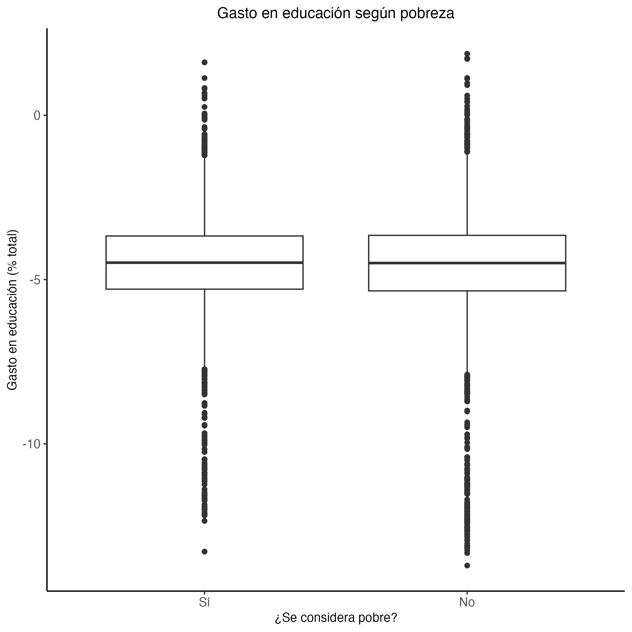 Gasto en educación según pobreza
Gasto en educación (% total)
0
-5
-10
Sí
No
¿Se considera pobre?